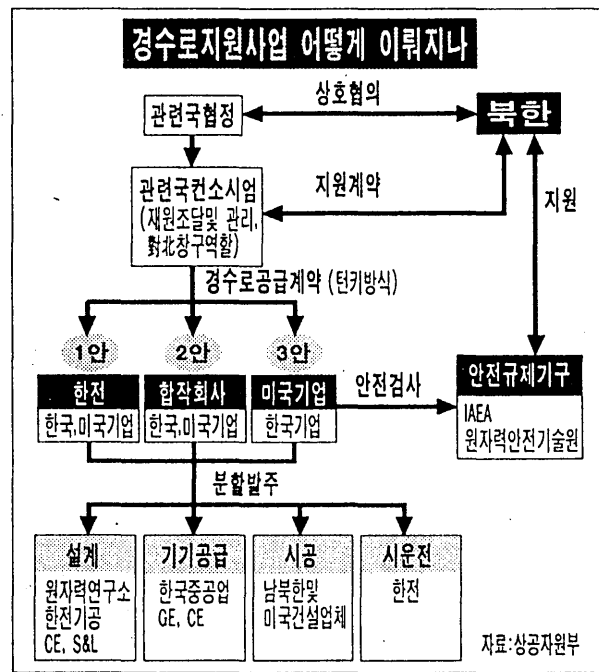 경수로지원사업 어떻게 이뤄지나
관련국협정
상호협의
북한
관련국컨소시엄
(재원조달및 관리,
對北창구역할)
지원계약
지원
경수로공급계약 (턴키방식)
1안
2안
3안
한전
한국,미국기업
합작회사
한국,미국기업
미국기업
한국기업
안전검사
안전규제기구
IAEA
원자력안전기술원
분할발주
설계
원자력연구소
한전기공
CE, S&L
기기공급
한국중공업
GE, CE
시공
남북한및
미국건설업체
시운전
한전
자료:상공자원부